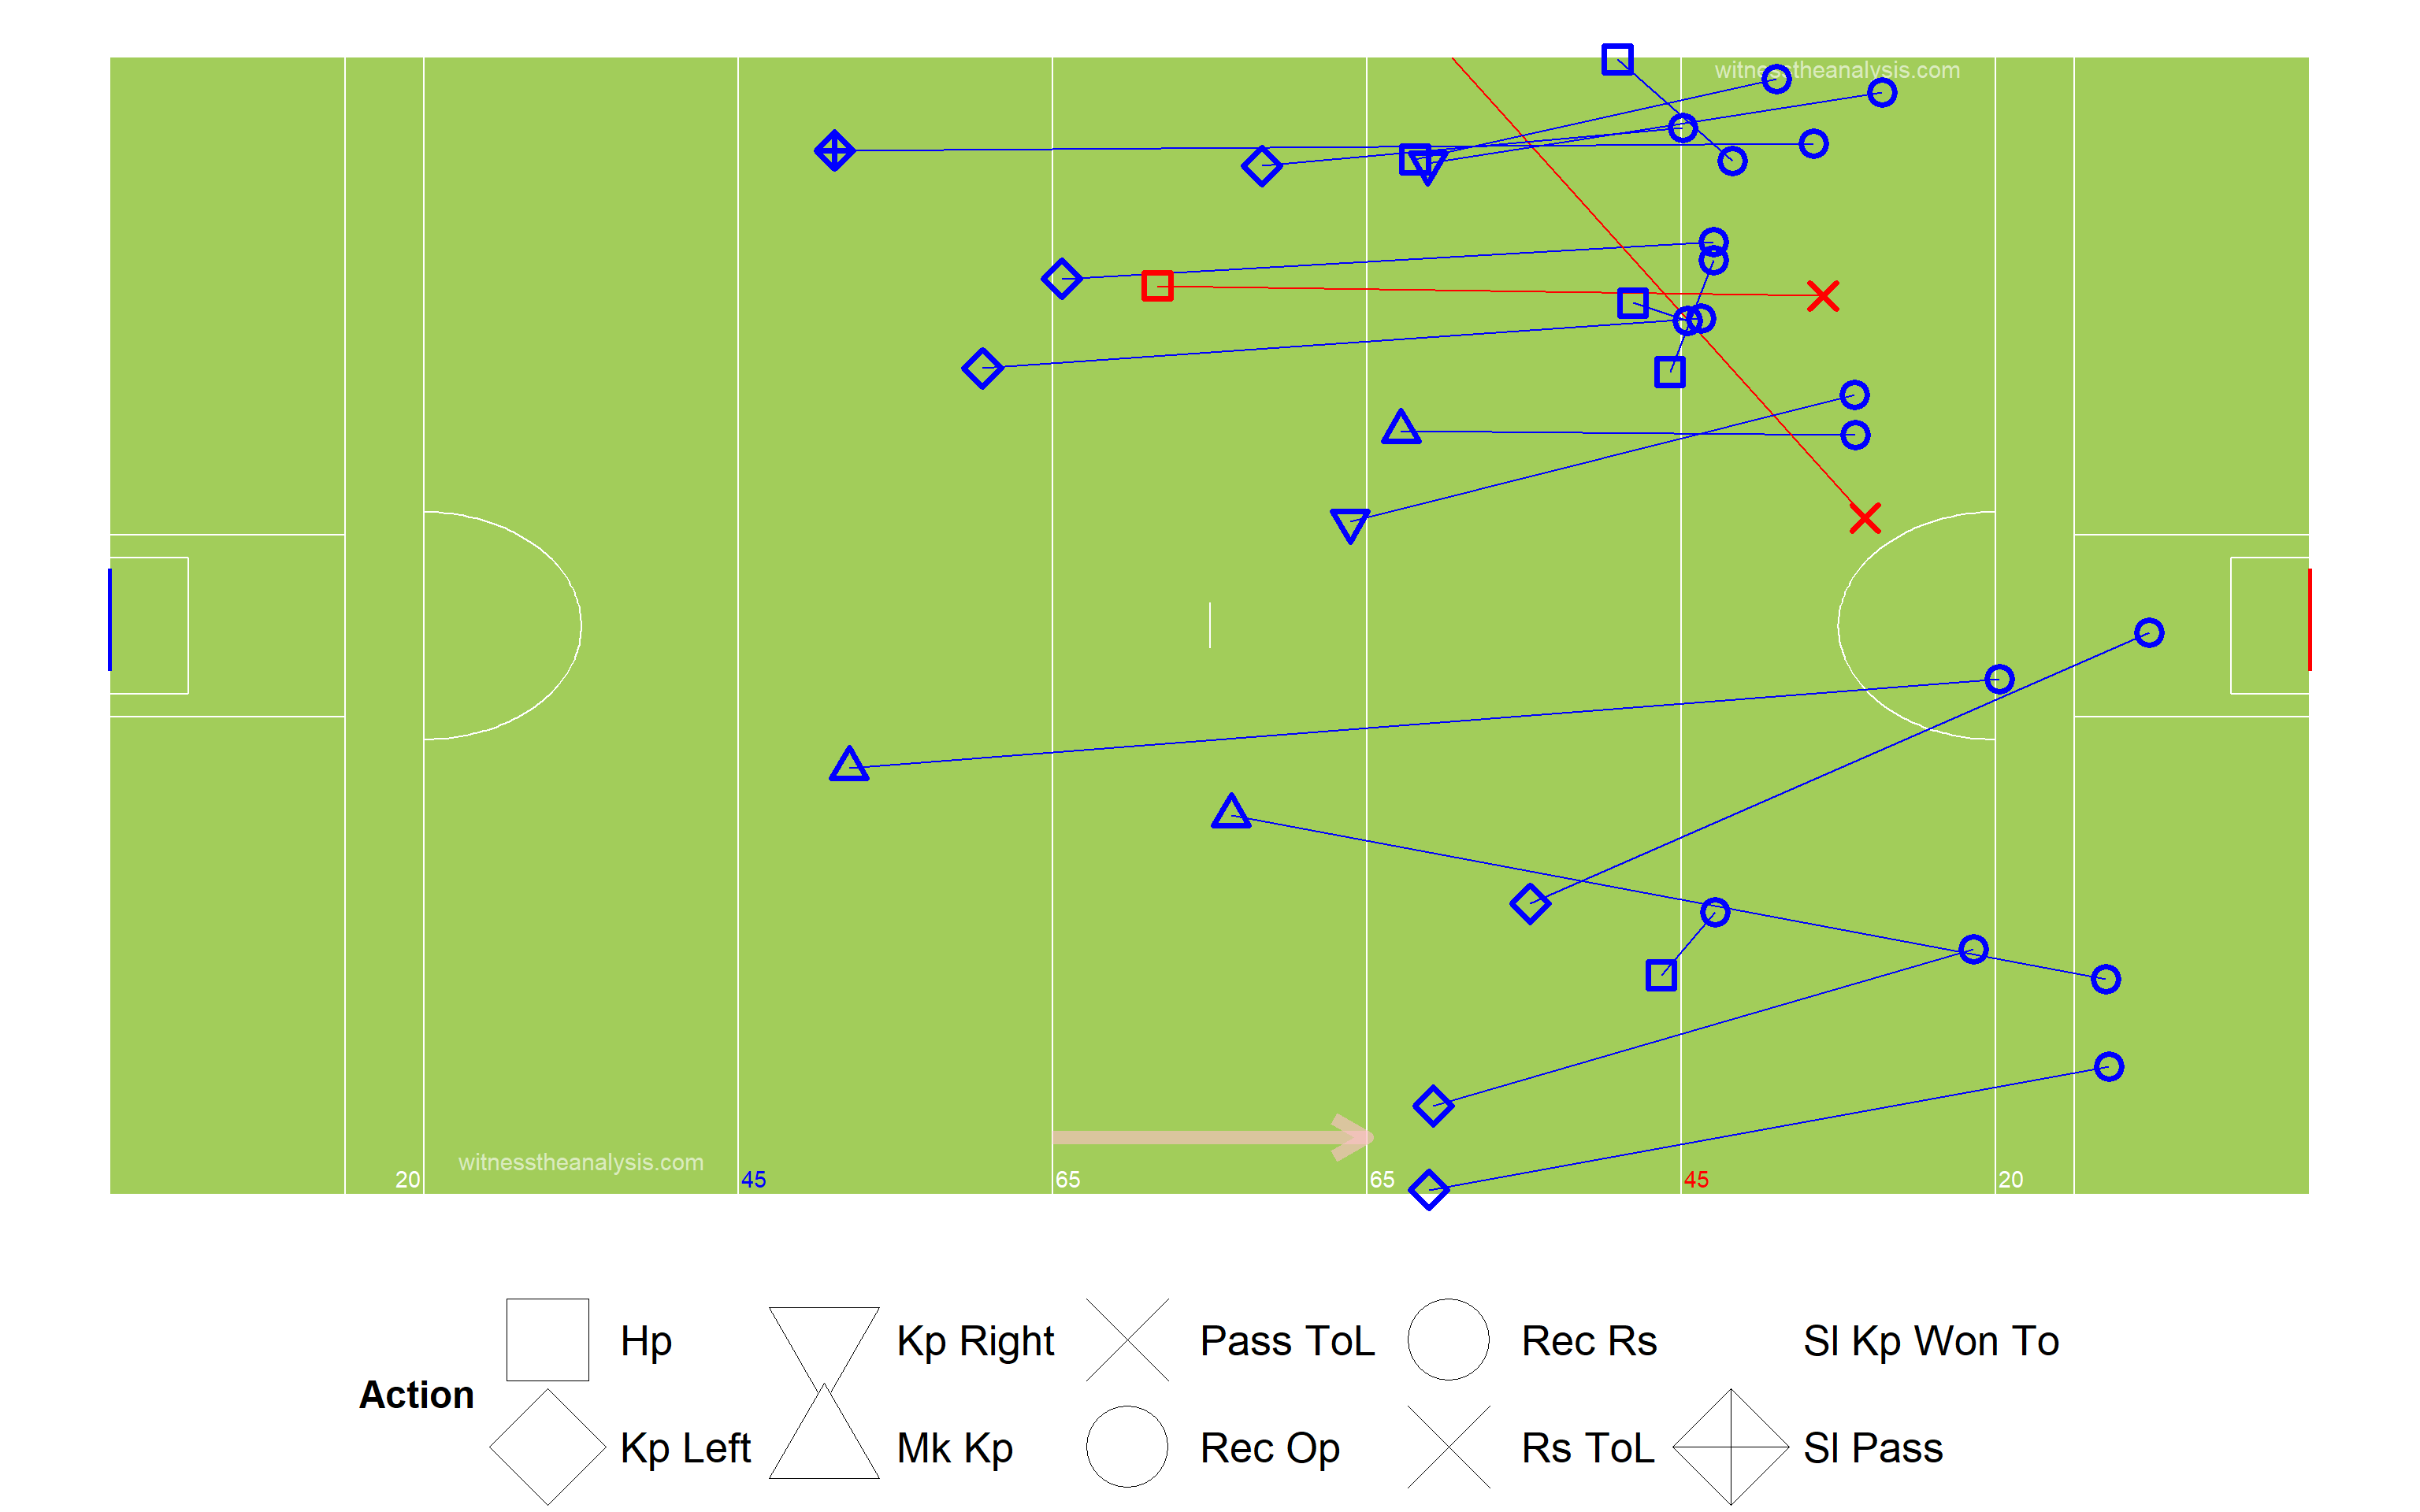 witnesstheanalysis.com
witnesstheanalysis.com
20 45 65 65 45 20
Hp Kp Right Pass ToL Rec Rs Sl Kp Won To
Action
Kp Left Mk Kp Rec Op Rs ToL Sl Pass